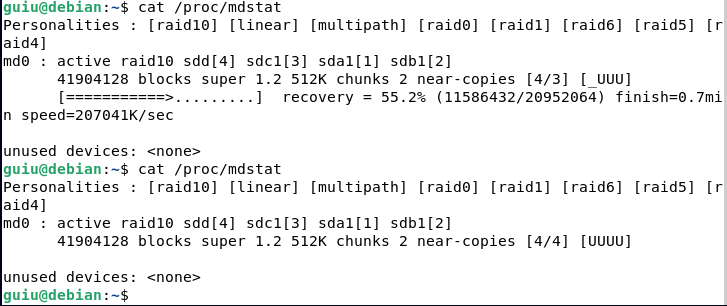 guiu@debian:~$ cat /proc/mdstat
Personalities : [raid10] [linear] [multipath] [raid0] [raid1] [raid6] [raid5] [r
aid4]
md0 : active raid10 sdd[4] sdc1[3] sda1[1] sdb1[2]
      41904128 blocks super 1.2 512K chunks 2 near-copies [4/3] [_UUU]
      [===========>.........]  recovery = 55.2% (11586432/20952064) finish=0.7mi
n speed=207041K/sec

unused devices: <none>
guiu@debian:~$ cat /proc/mdstat
Personalities : [raid10] [linear] [multipath] [raid0] [raid1] [raid6] [raid5] [r
aid4]
md0 : active raid10 sdd[4] sdc1[3] sda1[1] sdb1[2]
      41904128 blocks super 1.2 512K chunks 2 near-copies [4/4] [UUUU]

unused devices: <none>
guiu@debian:~$